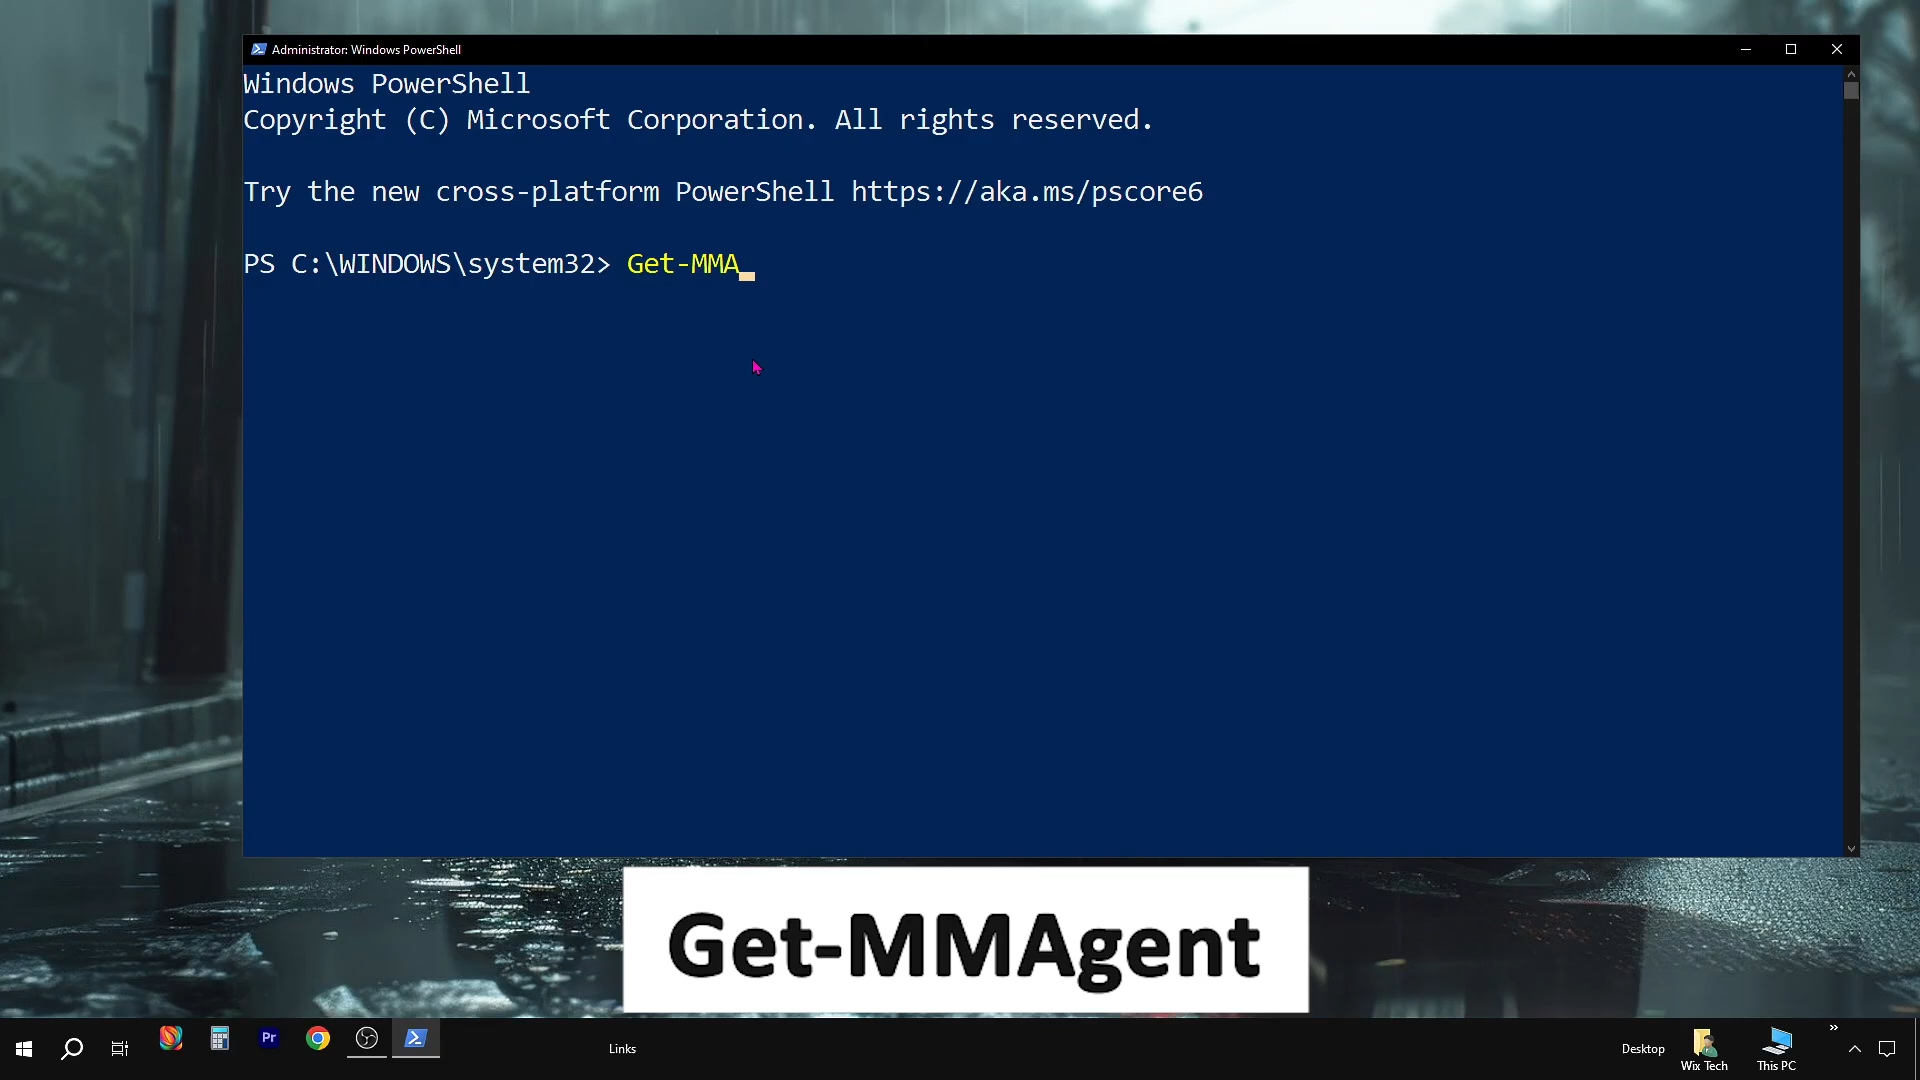 Administrator: Windows PowerShell
Windows PowerShell
Copyright (C) Microsoft Corporation. All rights reserved.
Try the new cross-platform PowerShell https://aka.ms/pscore6
PS C:\WINDOWS\system32> Get-MMA
Get-MMAgent
Pr
Links
Desktop
Wix Tech
This PC